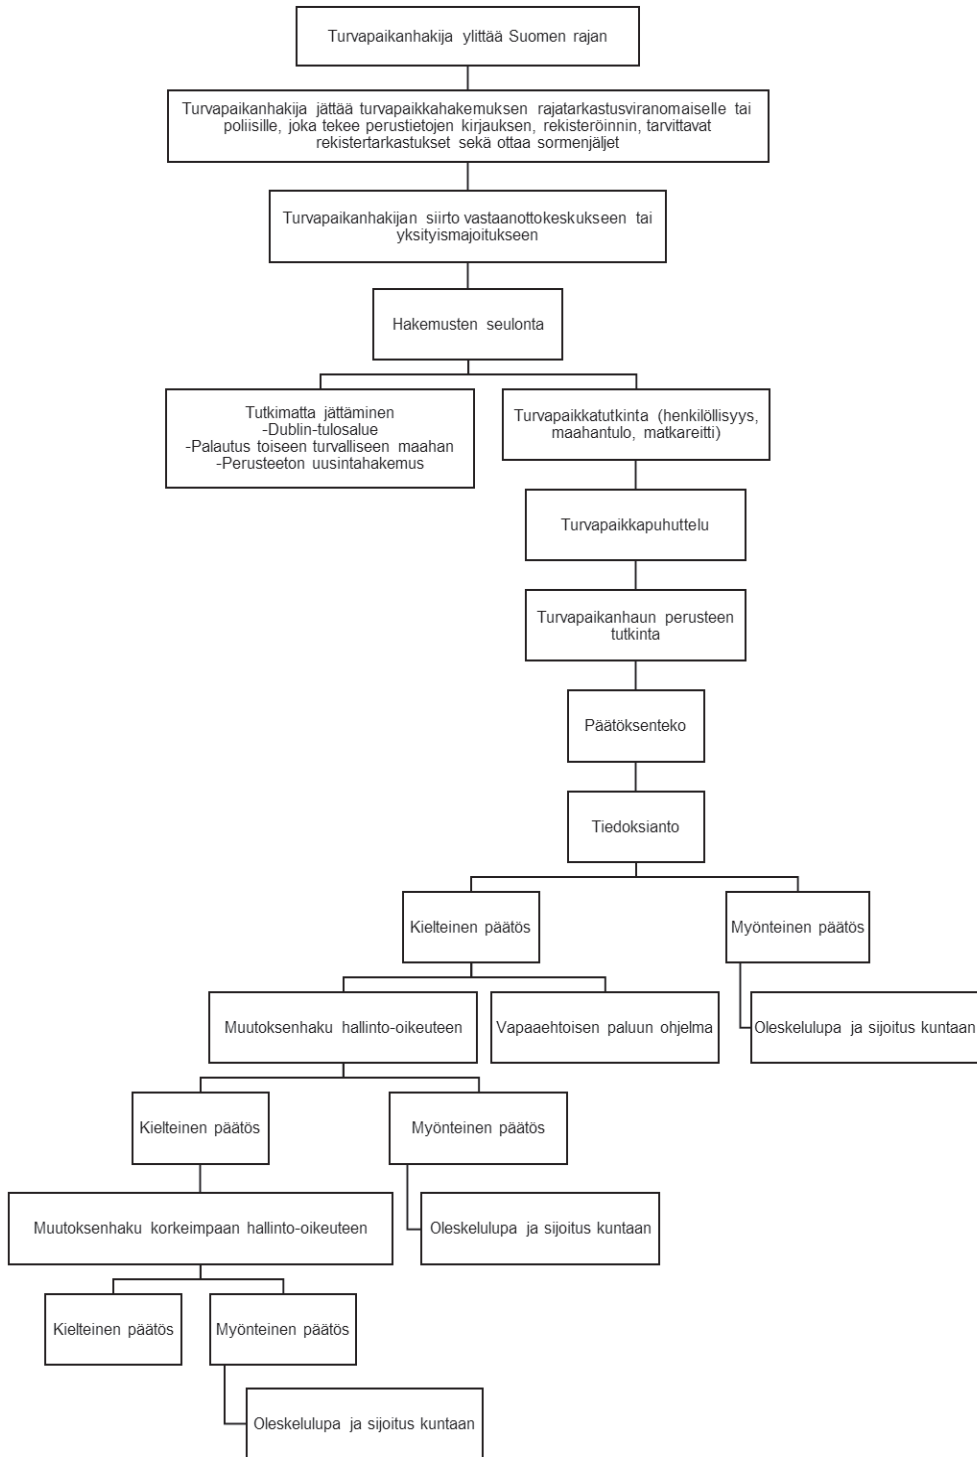 Turvapaikanhakija ylittää Suomen rajan
Turvapaikanhakija jättää turvapaikkahakemuksen rajatarkastusviranomaiselle tai
poliisille, joka tekee perustietojen kirjauksen, rekisteröinnin, tarvittavat
rekistertarkastukset sekä ottaa sormenjäljet
Turvapaikanhakijan siirto vastaanottokeskukseen tai
yksityismajoitukseen
Hakemusten seulonta
Tutkimatta jättäminen
-Dublin-tulosalue
-Palautus toiseen turvalliseen maahan
-Perusteeton uusintahakemus
Turvapaikkatutkinta (henkilöllisyys,
maahantulo, matkareitti)
Turvapaikkapuhuttelu
Turvapaikanhaun perusteen
tutkinta
Päätöksenteko
Tiedoksianto
Kielteinen päätös
Myönteinen päätös
Muutoksenhaku hallinto-oikeuteen
Vapaaehtoisen paluun ohjelma
Oleskelulupa ja sijoitus kuntaan
Kielteinen päätös
Myönteinen päätös
Muutoksenhaku korkeimpaan hallinto-oikeuteen
Oleskelulupa ja sijoitus kuntaan
Kielteinen päätös
Myönteinen päätös
Oleskelulupa ja sijoitus kuntaan